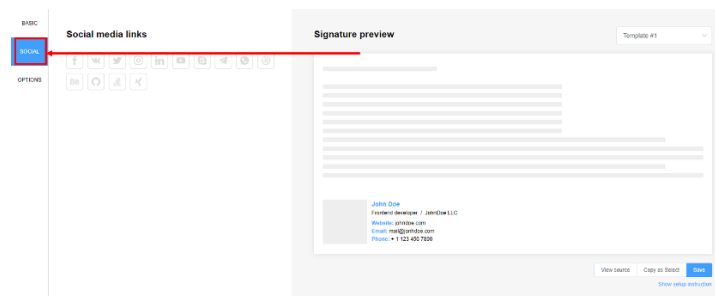 BASIC
SOCIAL
OPTIONS
Social media links
Signature preview
Template #1
John Doe
Frontend developer / JohnDoe LLC
Website: johndoe.com
Email: mail@johndoe.com
Phone: + 1 123 456 7890
View source
Copy as Select
Save
Show setup instruction